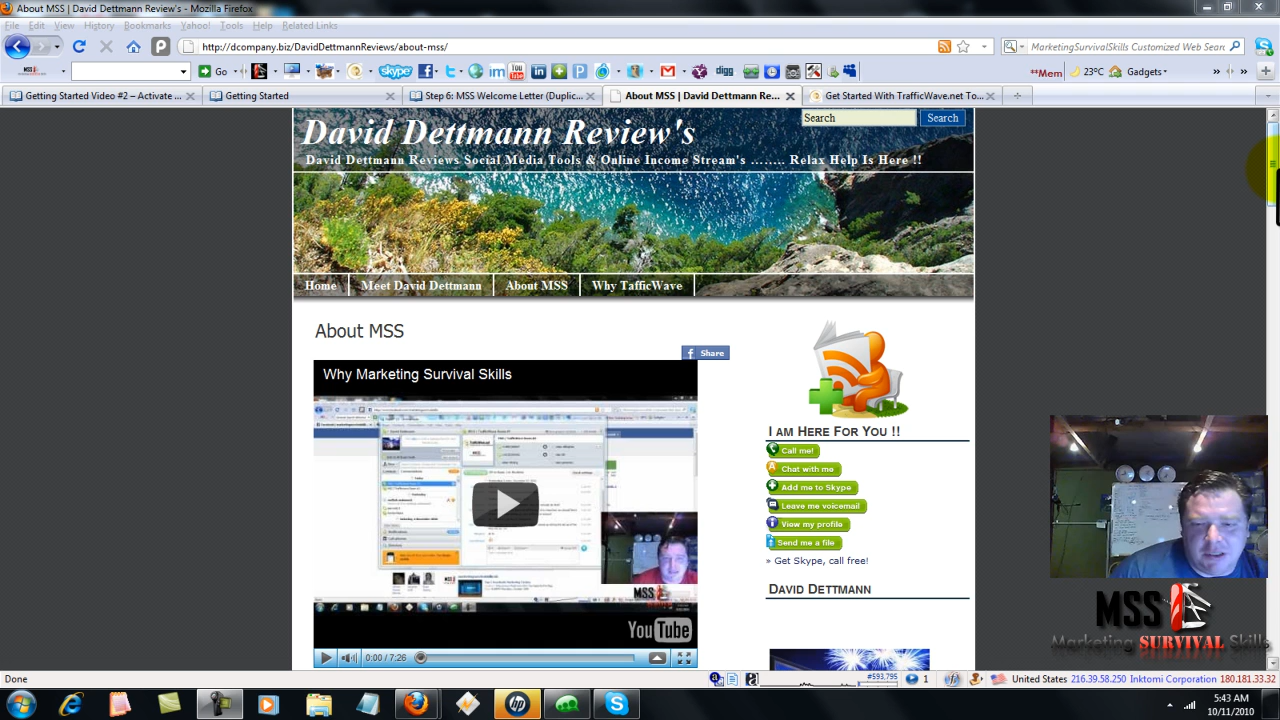 About MSS | David Dettmann Review's - Mozilla Firefox
File Edit View History Bookmarks Yahoo! Tools Help Related Links
http://dcompany.biz/DavidDettmannReviews/about-mss/
MarketingSurvivalSkills Customized Web Searc
Go
skype
You Tube
digg
**Mem
23°C
Gadgets
Getting Started Video #2 – Activate ...
Getting Started
Step 6: MSS Welcome Letter (Duplic...
About MSS | David Dettmann Re...
Get Started With TrafficWave.net To...
David Dettmann Review's
Search
Search
David Dettmann Reviews Social Media Tools & Online Income Stream's ........ Relax Help Is Here !!
Home
Meet David Dettmann
About MSS
Why TafficWave
About MSS
Share
Why Marketing Survival Skills
YouTube
0:00 / 7:26
I AM HERE FOR YOU !!
Call me!
Chat with me
Add me to Skype
Leave me voicemail
View my profile
Send me a file
» Get Skype, call free!
DAVID DETTMANN
MSS
Marketing SURVIVAL Skills
Done
#593,795
1
United States 216.39.58.250 Inktomi Corporation 180.181.33.32
5:43 AM
10/11/2010